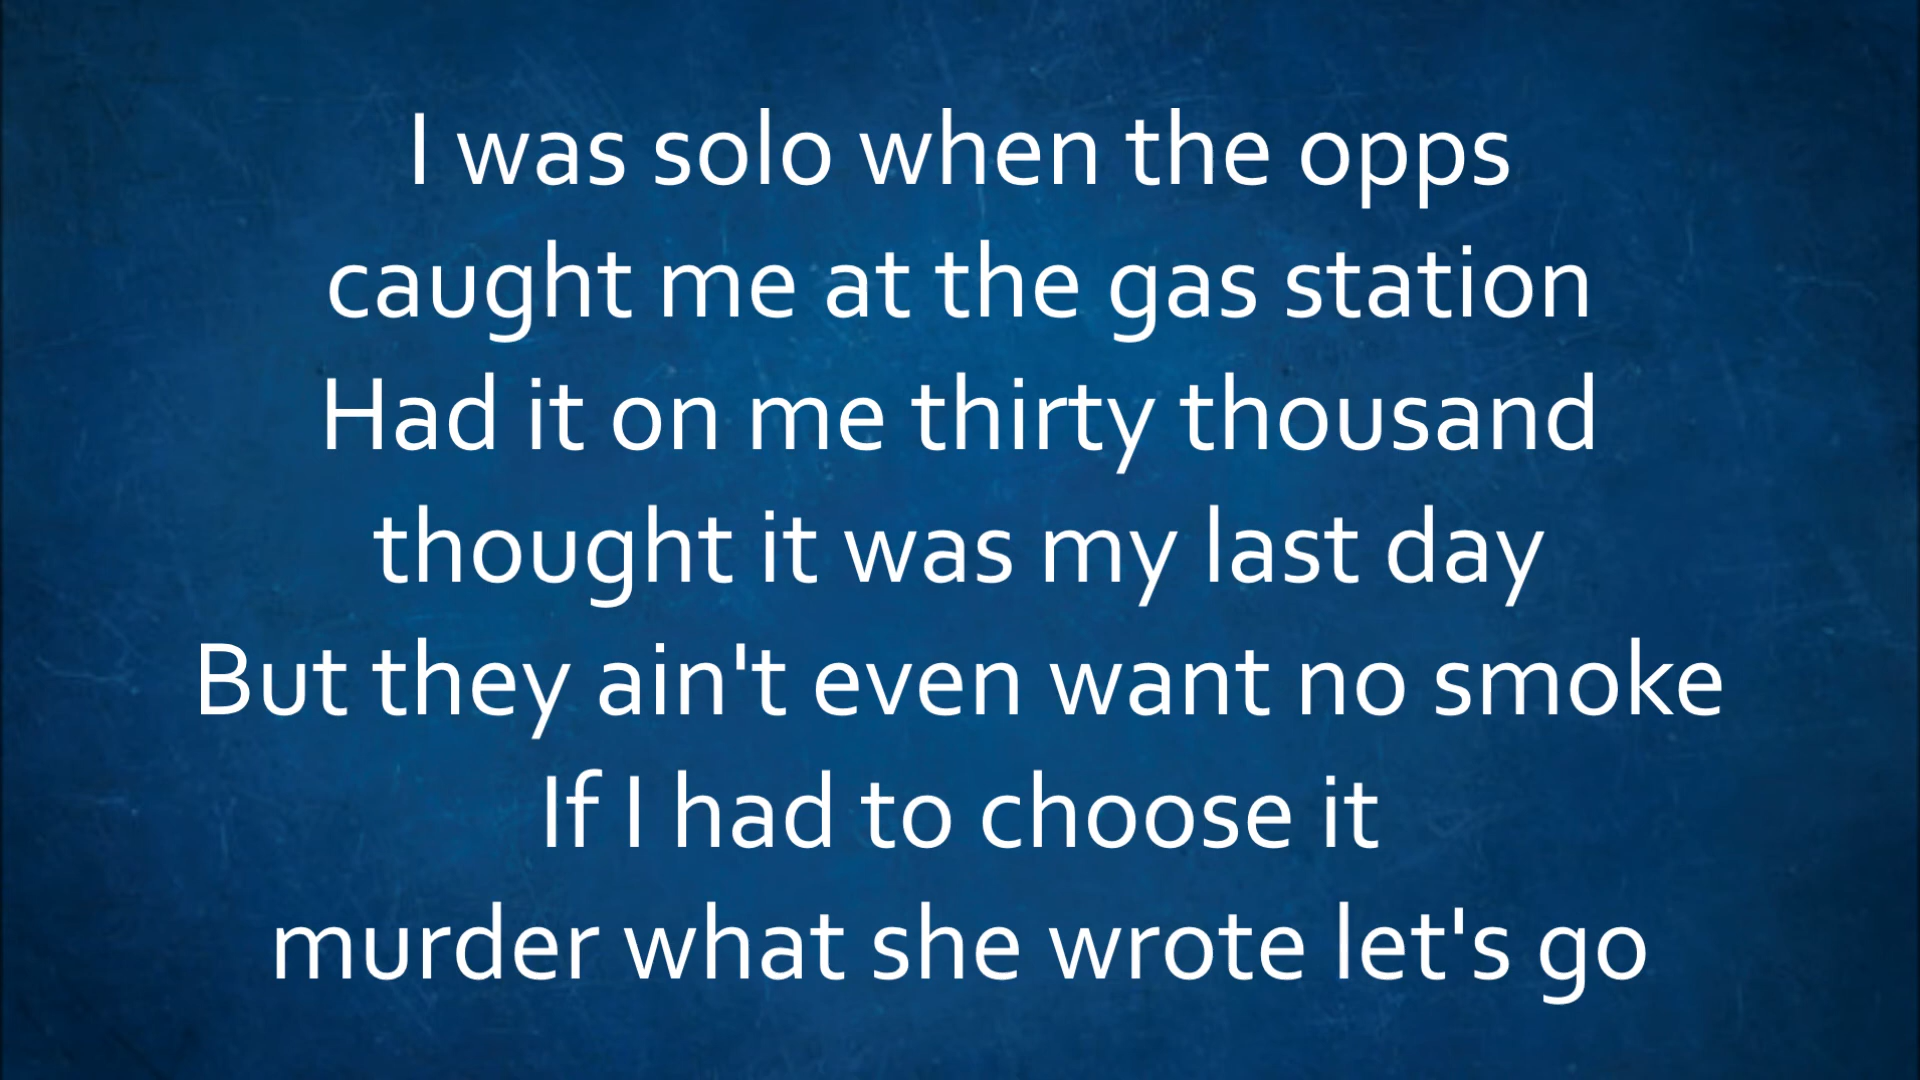 I was solo when the opps
caught me at the gas station
Had it on me thirty thousand
thought it was my last day
But they ain't even want no smoke
If I had to choose it
murder what she wrote let's go